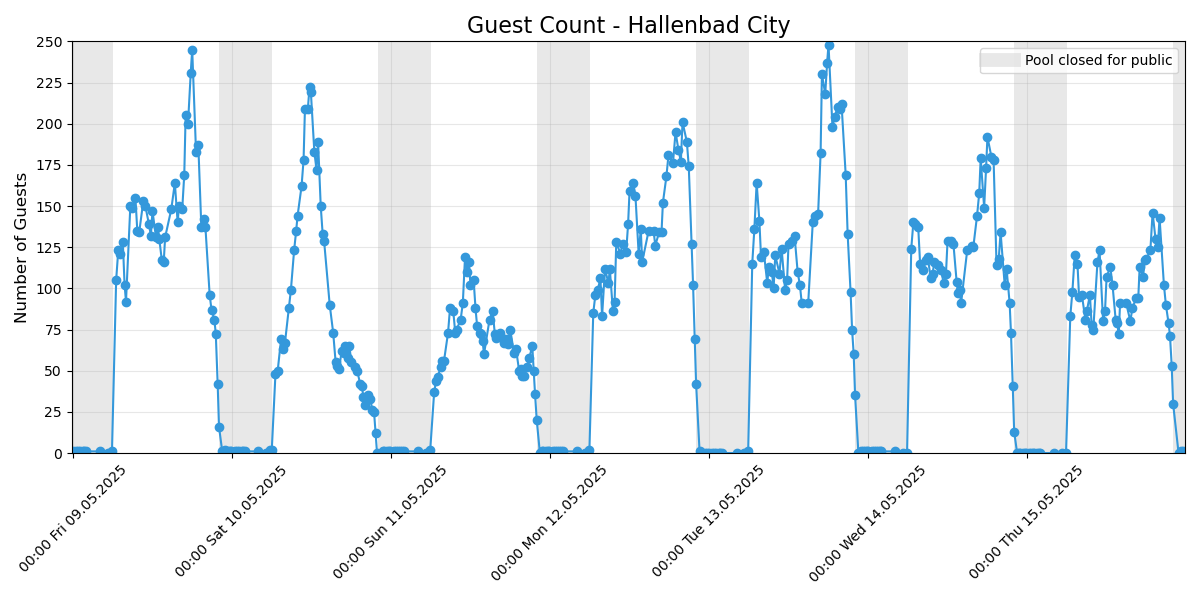 Guest Count - Hallenbad City
Pool closed for public
Number of Guests
250
225
200
175
150
125
100
75
50
25
0
00:00 Fri 09.05.2025
00:00 Sat 10.05.2025
00:00 Sun 11.05.2025
00:00 Mon 12.05.2025
00:00 Tue 13.05.2025
00:00 Wed 14.05.2025
00:00 Thu 15.05.2025